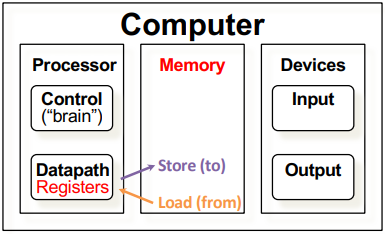 Computer
Processor
Control
(“brain”)
Datapath
Registers
Memory
Store (to)
Load (from)
Devices
Input
Output